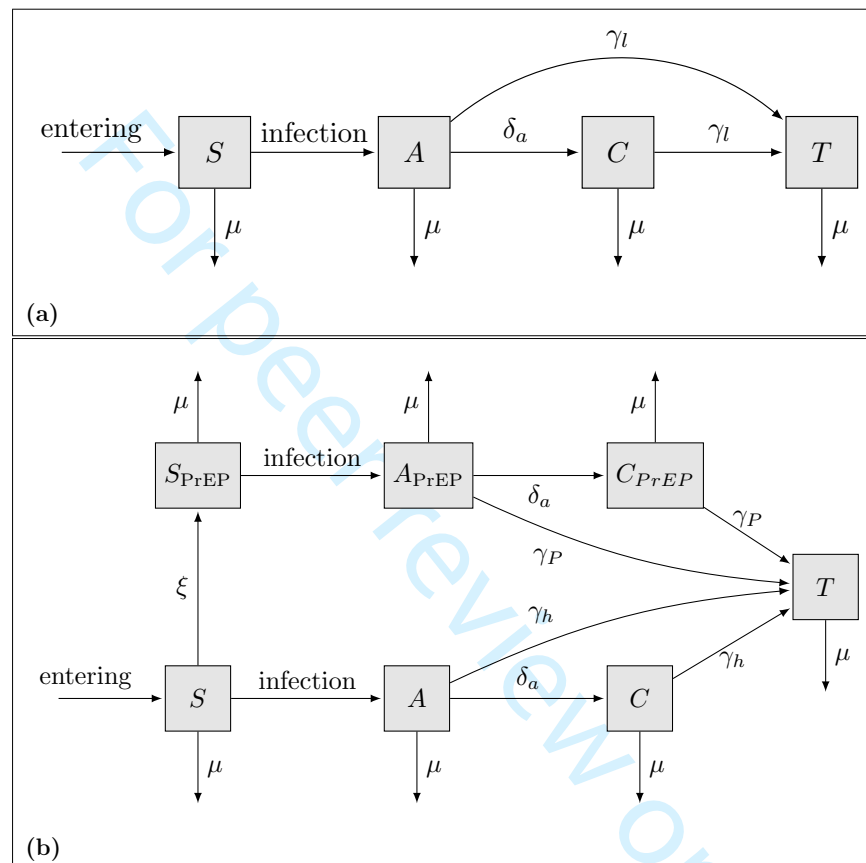 γl
entering S infection A δa C γl T
μ μ μ μ
(a)
μ μ μ
SPrEP infection APrEP δa CPrEP
γP γP
ξ γh T
entering S infection A δa C γh μ
μ μ μ
(b)
For peer review on